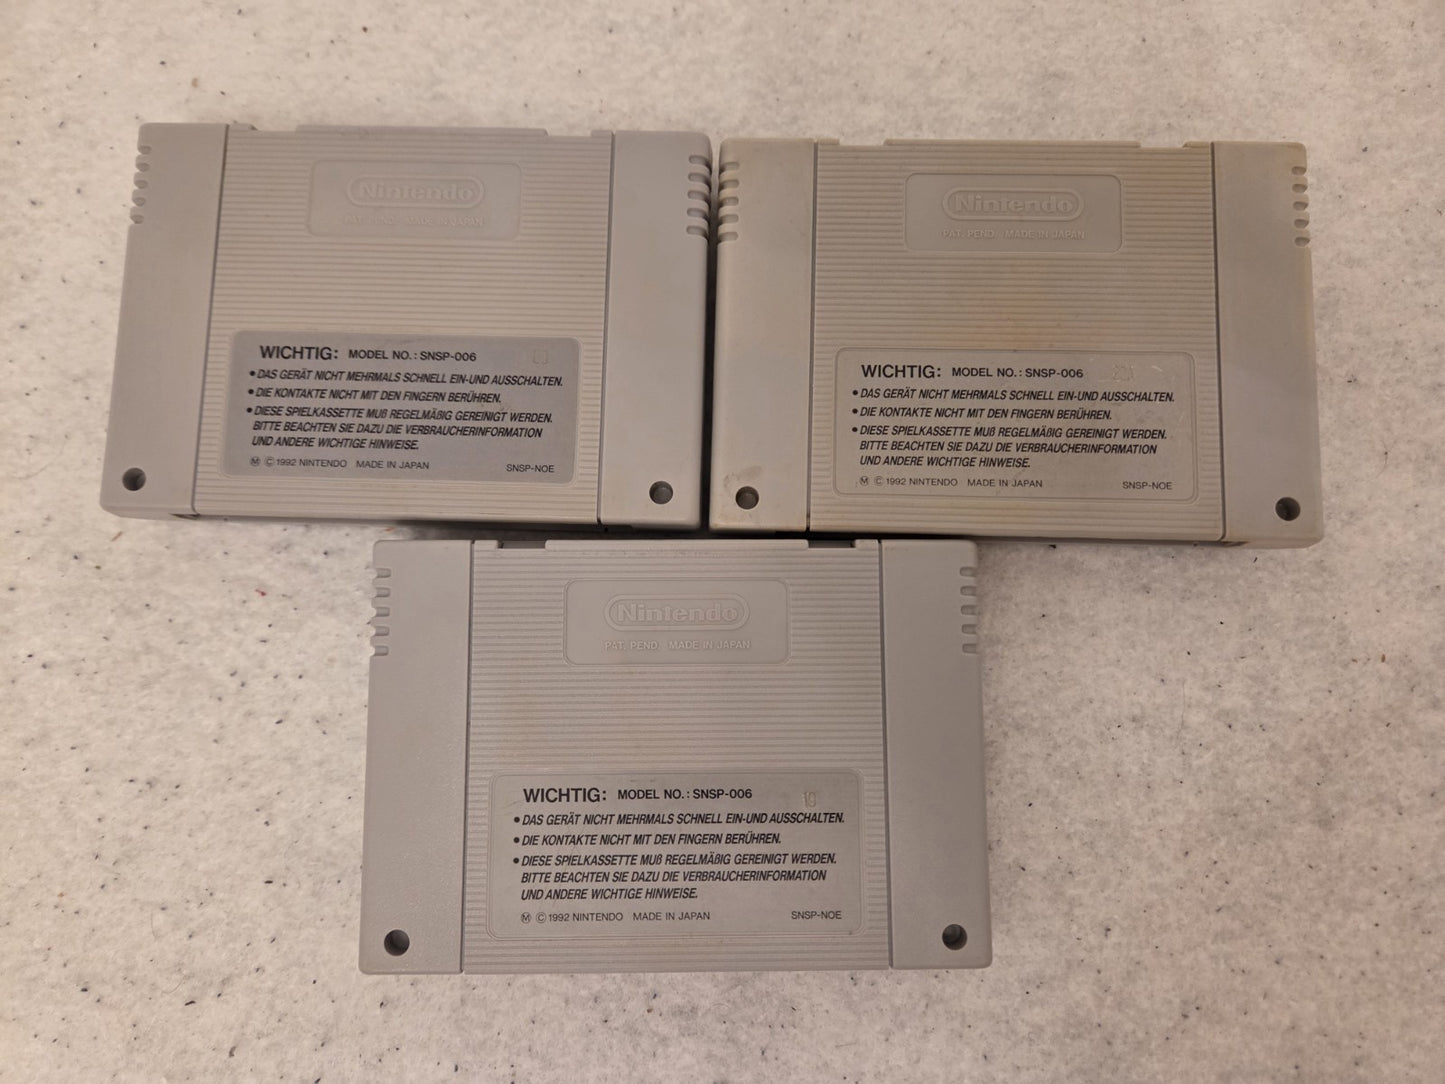 Nintendo
PAT. PEND. MADE IN JAPAN
WICHTIG: MODEL NO.: SNSP-006
• DAS GERÄT NICHT MEHRMALS SCHNELL EIN-UND AUSSCHALTEN.
• DIE KONTAKTE NICHT MIT DEN FINGERN BERÜHREN.
• DIESE SPIELKASSETTE MUß REGELMÄßIG GEREINIGT WERDEN.
BITTE BEACHTEN SIE DAZU DIE VERBRAUCHERINFORMATION
UND ANDERE WICHTIGE HINWEISE.
Ⓜ © 1992 NINTENDO MADE IN JAPAN SNSP-NOE
Nintendo
PAT. PEND. MADE IN JAPAN
WICHTIG: MODEL NO.: SNSP-006
• DAS GERÄT NICHT MEHRMALS SCHNELL EIN-UND AUSSCHALTEN.
• DIE KONTAKTE NICHT MIT DEN FINGERN BERÜHREN.
• DIESE SPIELKASSETTE MUß REGELMÄßIG GEREINIGT WERDEN.
BITTE BEACHTEN SIE DAZU DIE VERBRAUCHERINFORMATION
UND ANDERE WICHTIGE HINWEISE.
Ⓜ © 1992 NINTENDO MADE IN JAPAN SNSP-NOE
Nintendo
PAT. PEND. MADE IN JAPAN
WICHTIG: MODEL NO.: SNSP-006 19
• DAS GERÄT NICHT MEHRMALS SCHNELL EIN-UND AUSSCHALTEN.
• DIE KONTAKTE NICHT MIT DEN FINGERN BERÜHREN.
• DIESE SPIELKASSETTE MUß REGELMÄßIG GEREINIGT WERDEN.
BITTE BEACHTEN SIE DAZU DIE VERBRAUCHERINFORMATION
UND ANDERE WICHTIGE HINWEISE.
Ⓜ © 1992 NINTENDO MADE IN JAPAN SNSP-NOE